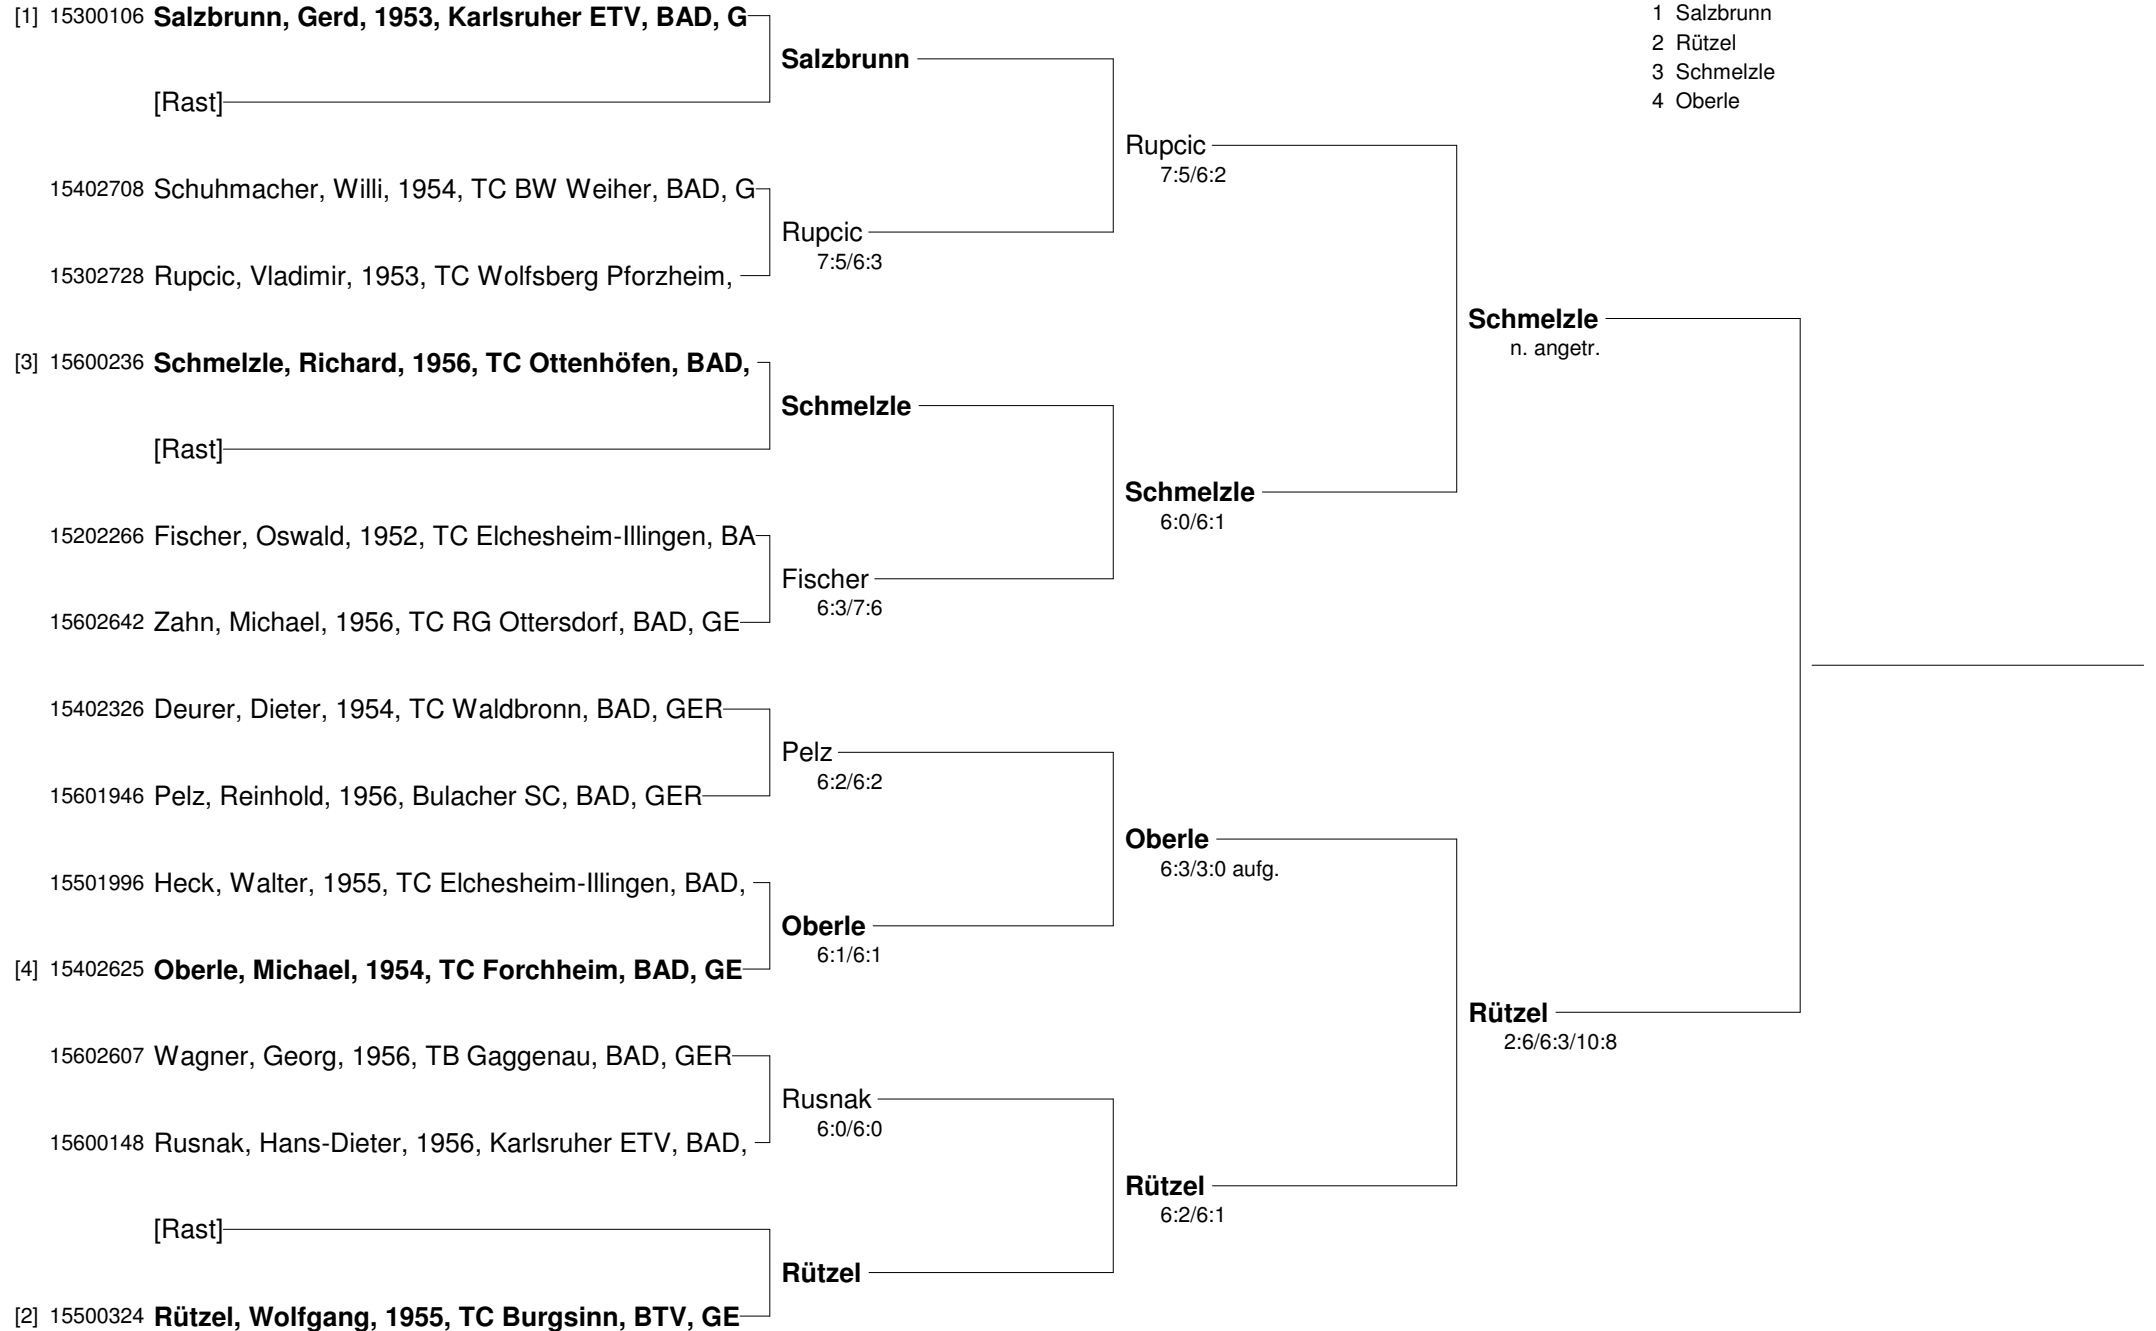 [1] 15300106 Salzbrunn, Gerd, 1953, Karlsruher ETV, BAD, G
Salzbrunn
[Rast]
Rupcic
7:5/6:2
15402708 Schuhmacher, Willi, 1954, TC BW Weiher, BAD, G
Rupcic
7:5/6:3
15302728 Rupcic, Vladimir, 1953, TC Wolfsberg Pforzheim,
Schmelzle
n. angetr.
[3] 15600236 Schmelzle, Richard, 1956, TC Ottenhöfen, BAD,
Schmelzle
[Rast]
Schmelzle
6:0/6:1
15202266 Fischer, Oswald, 1952, TC Elchesheim-Illingen, BA
Fischer
6:3/7:6
15602642 Zahn, Michael, 1956, TC RG Ottersdorf, BAD, GE
15402326 Deurer, Dieter, 1954, TC Waldbronn, BAD, GER
Pelz
6:2/6:2
15601946 Pelz, Reinhold, 1956, Bulacher SC, BAD, GER
Oberle
6:3/3:0 aufg.
15501996 Heck, Walter, 1955, TC Elchesheim-Illingen, BAD,
Oberle
6:1/6:1
[4] 15402625 Oberle, Michael, 1954, TC Forchheim, BAD, GE
Rützel
2:6/6:3/10:8
15602607 Wagner, Georg, 1956, TB Gaggenau, BAD, GER
Rusnak
6:0/6:0
15600148 Rusnak, Hans-Dieter, 1956, Karlsruher ETV, BAD,
Rützel
6:2/6:1
[Rast]
Rützel
[2] 15500324 Rützel, Wolfgang, 1955, TC Burgsinn, BTV, GE
1 Salzbrunn
2 Rützel
3 Schmelzle
4 Oberle